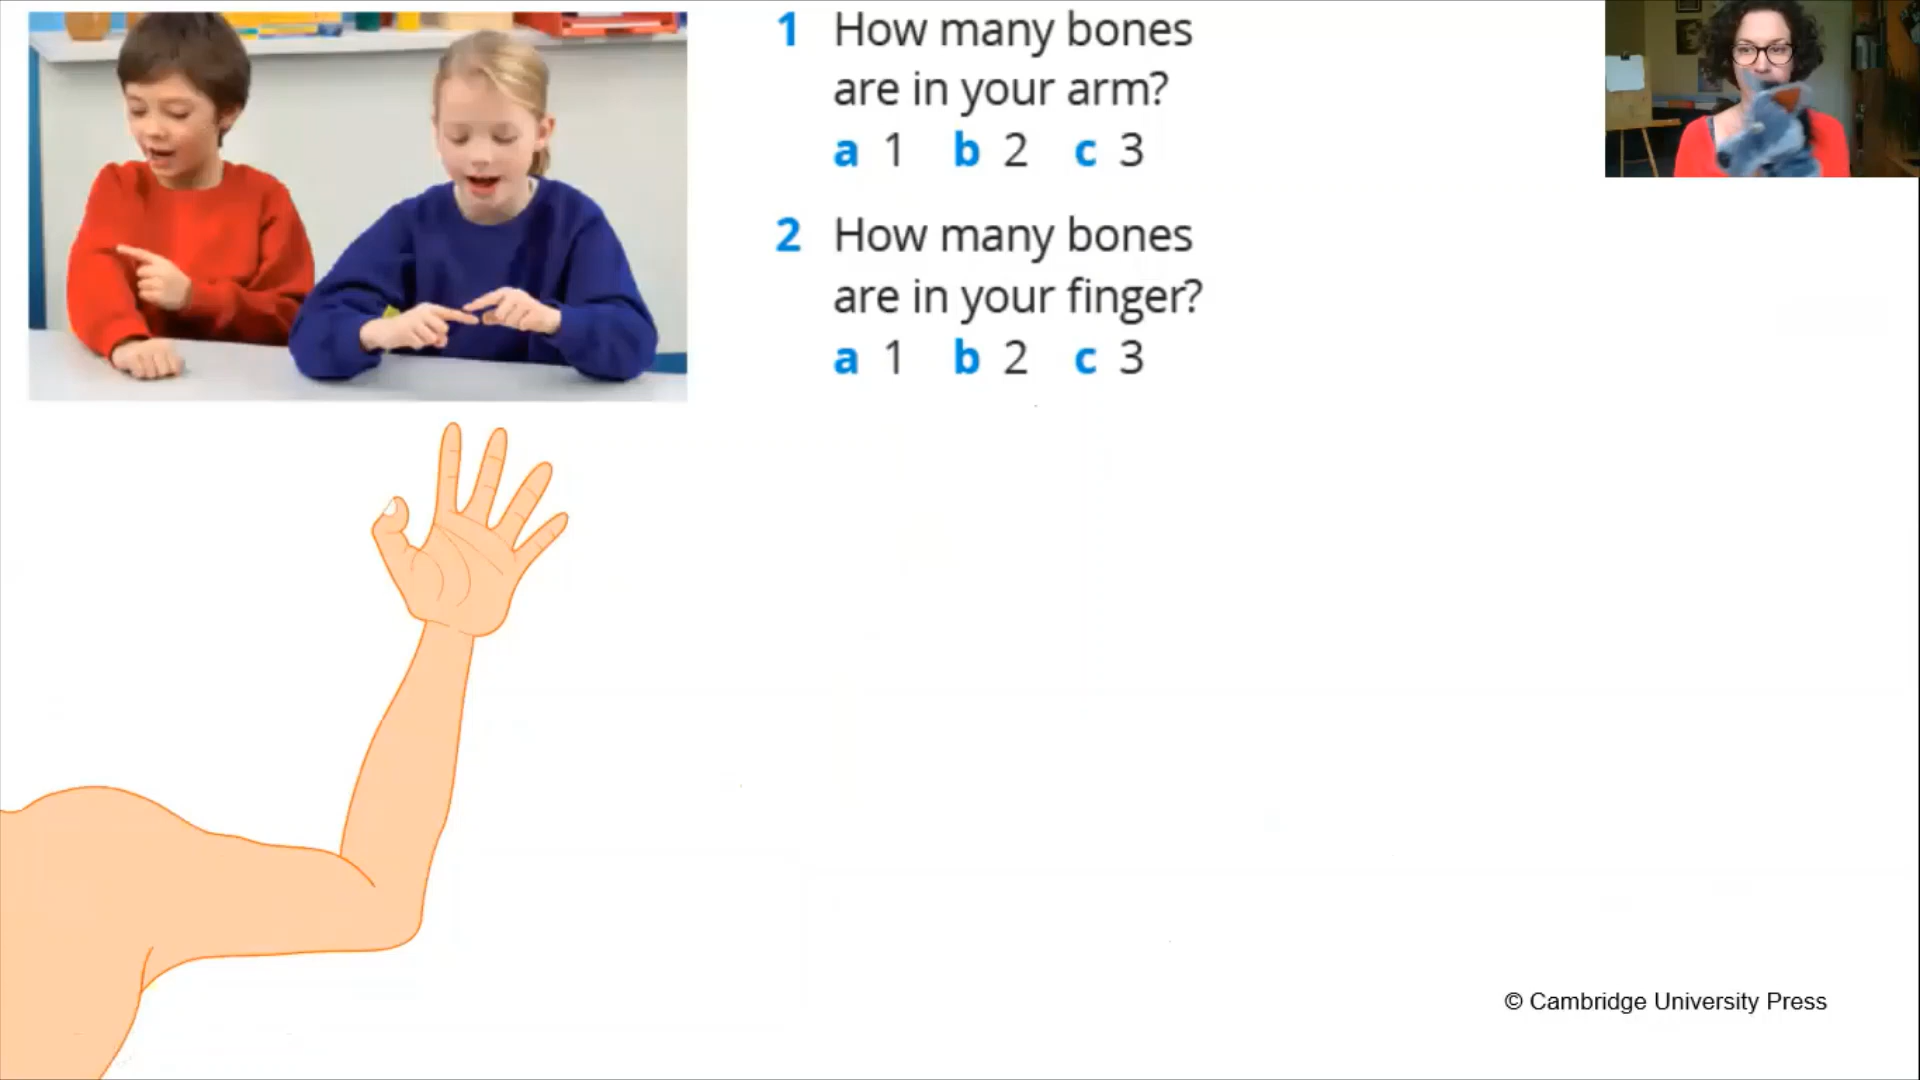 1 How many bones
are in your arm?
a 1 b 2 c 3
2 How many bones
are in your finger?
a 1 b 2 c 3
© Cambridge University Press